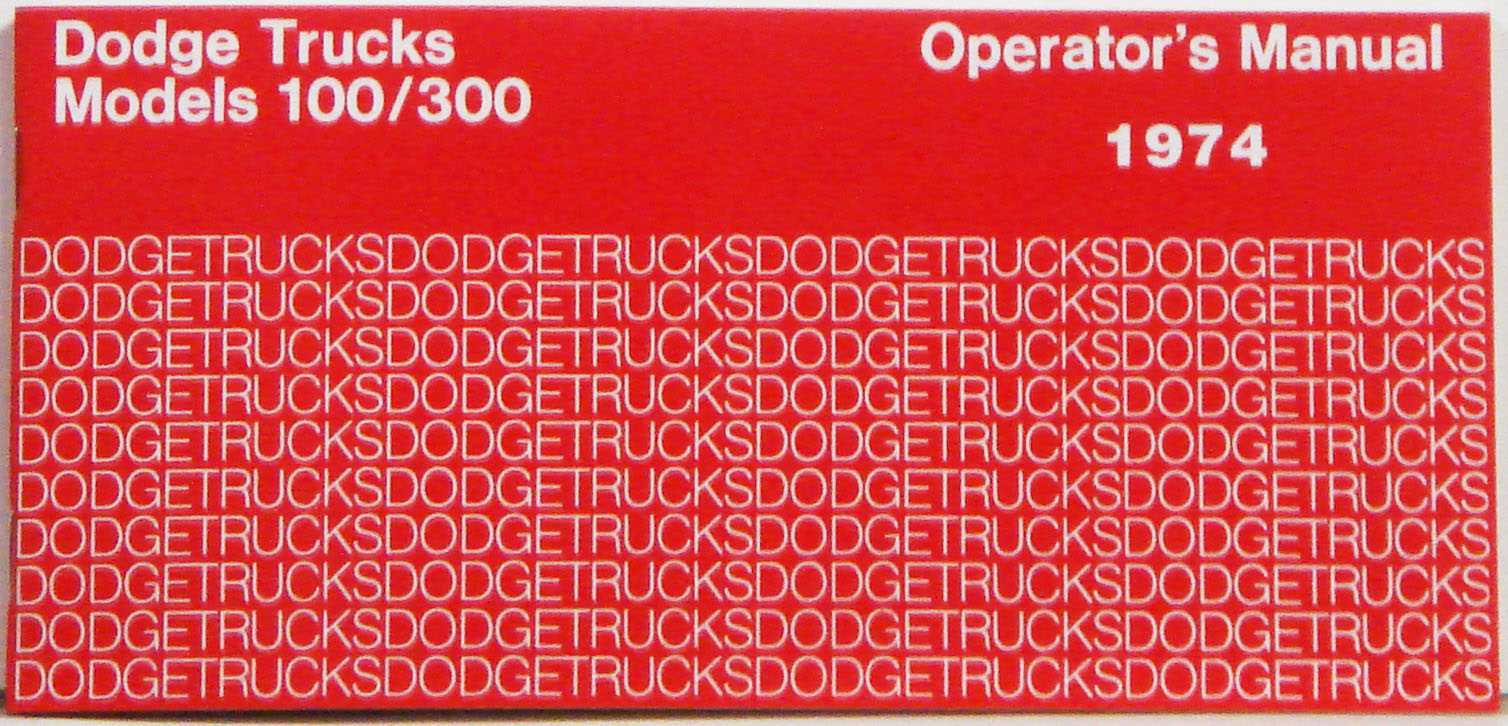 Dodge Trucks
Models 100/300
Operator's Manual
1974
DODGETRUCKSDODGETRUCKSDODGETRUCKSDODGETRUCKS
DODGETRUCKSDODGETRUCKSDODGETRUCKSDODGETRUCKS
DODGETRUCKSDODGETRUCKSDODGETRUCKSDODGETRUCKS
DODGETRUCKSDODGETRUCKSDODGETRUCKSDODGETRUCKS
DODGETRUCKSDODGETRUCKSDODGETRUCKSDODGETRUCKS
DODGETRUCKSDODGETRUCKSDODGETRUCKSDODGETRUCKS
DODGETRUCKSDODGETRUCKSDODGETRUCKSDODGETRUCKS
DODGETRUCKSDODGETRUCKSDODGETRUCKSDODGETRUCKS
DODGETRUCKSDODGETRUCKSDODGETRUCKSDODGETRUCKS
DODGETRUCKSDODGETRUCKSDODGETRUCKSDODGETRUCKS